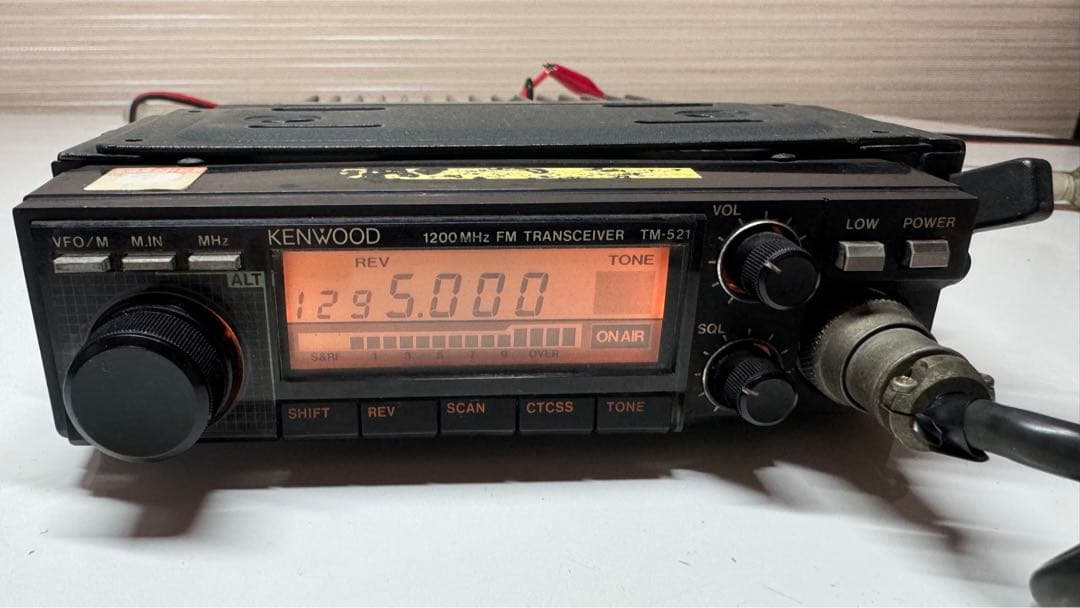 VFO/M M.IN MHz
ALT
KENWOOD 1200MHz FM TRANSCEIVER TM-521
REV TONE
1295.000
S&RF 1 3 5 7 9 OVER
ON AIR
SHIFT REV SCAN CTCSS TONE
VOL
SQL
LOW POWER